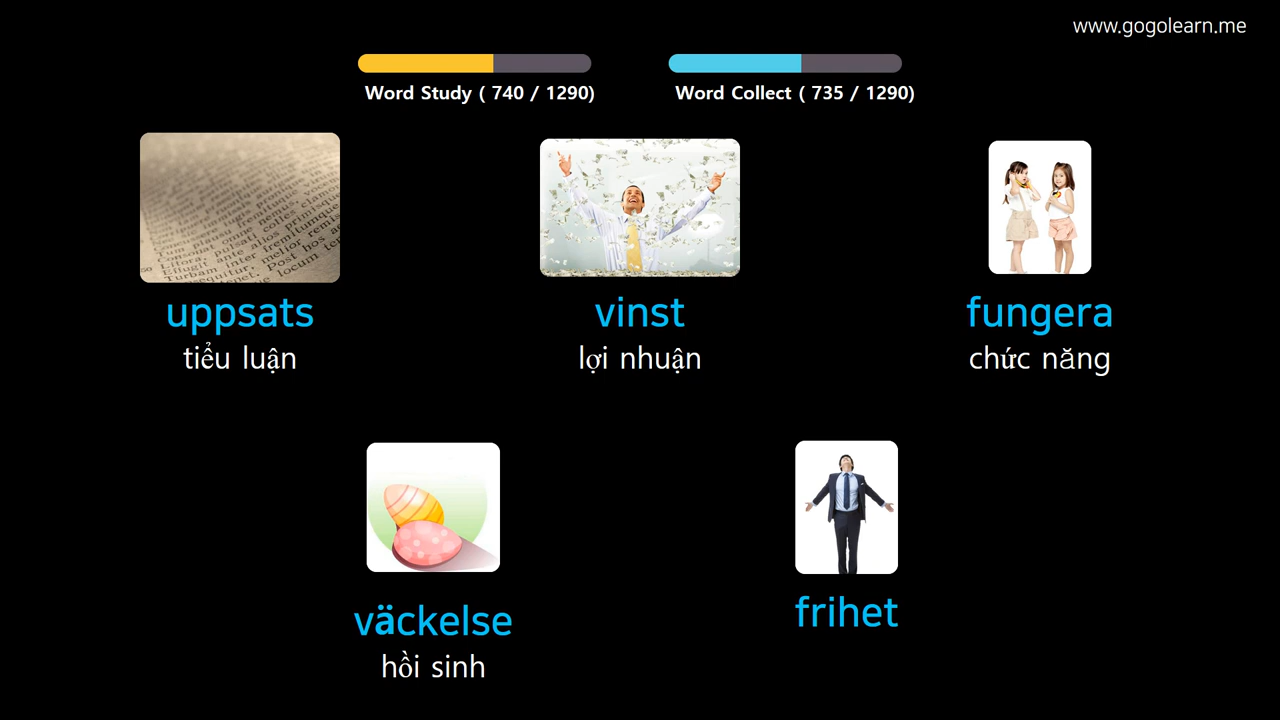 www.gogolearn.me
Word Study ( 740 / 1290)
Word Collect ( 735 / 1290)
uppsats
tiểu luận
vinst
lợi nhuận
fungera
chức năng
väckelse
hồi sinh
frihet